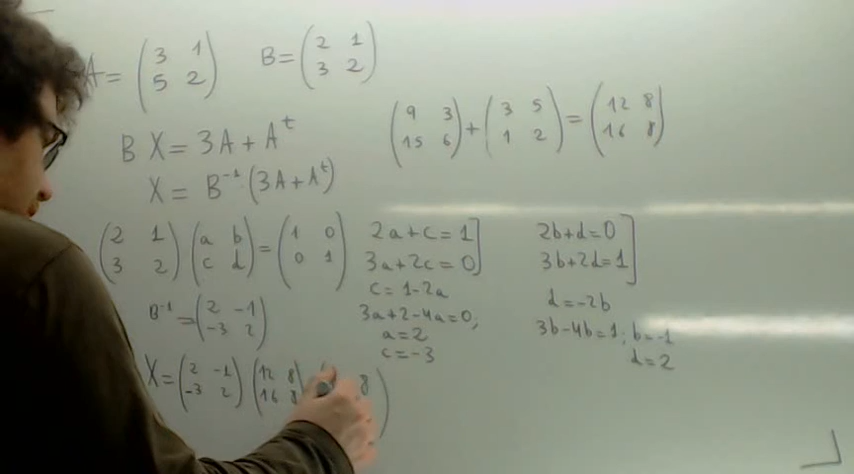 A = ( 3 1 ; 5 2 )   B = ( 2 1 ; 3 2 )
B X = 3A + A^t
( 9 3 ; 15 6 ) + ( 3 5 ; 1 2 ) = ( 12 8 ; 16 8 )
X = B^-1 (3A + A^t)
( 2 1 ; 3 2 ) ( a b ; c d ) = ( 1 0 ; 0 1 )
B^-1 = ( 2 -1 ; -3 2 )
2a + c = 1
3a + 2c = 0
c = 1-2a
3a + 2 - 4a = 0;
a = 2
c = -3
2b + d = 0
3b + 2d = 1
d = -2b
3b - 4b = 1; b = -1
d = 2
X = ( 2 -1 ; -3 2 ) ( 12 8 ; 16 8 ) 8